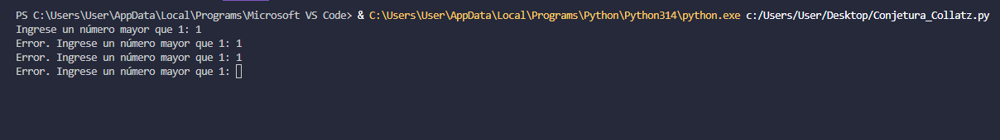 PS C:\Users\User\AppData\Local\Programs\Microsoft VS Code> & C:\Users\User\AppData\Local\Programs\Python\Python314\python.exe c:/Users/User/Desktop/Conjetura_Collatz.py
Ingrese un número mayor que 1: 1
Error. Ingrese un número mayor que 1: 1
Error. Ingrese un número mayor que 1: 1
Error. Ingrese un número mayor que 1: